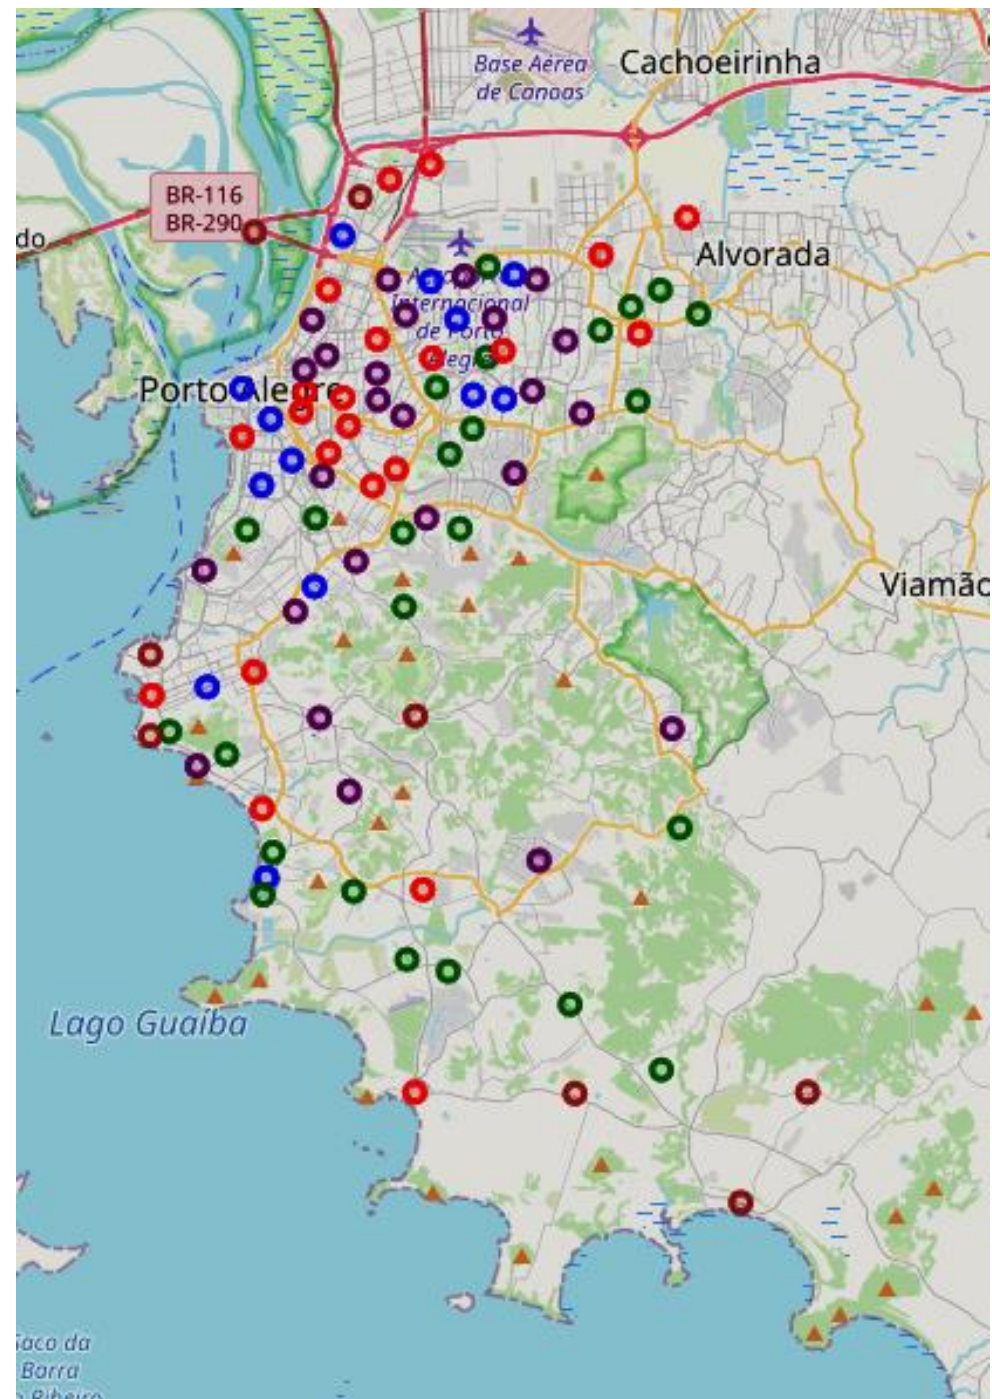 Base Aérea
de Canoas
Cachoeirinha
BR-116
BR-290
do
Alvorada
Internacional
de Porto
Alegre
Porto Alegre
Viamão
Lago Guaíba
Saco da
Barra
Ribeiro